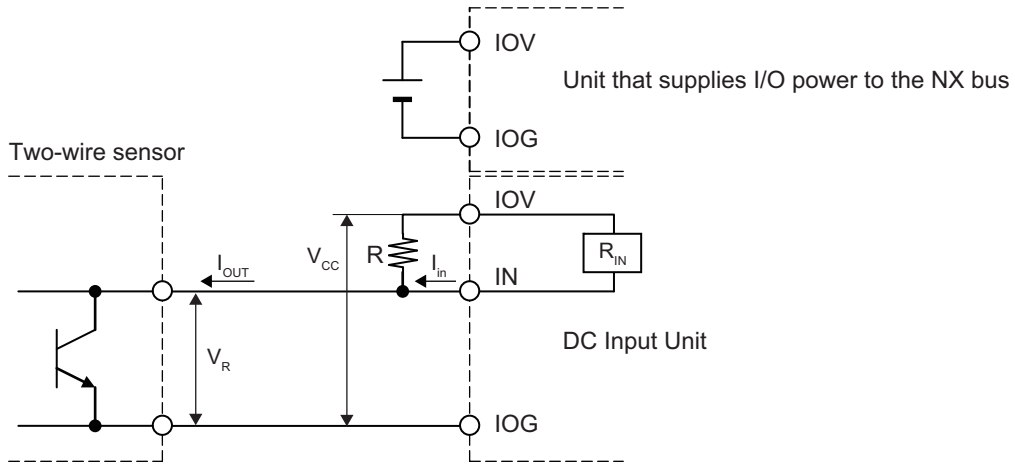 IOV
Unit that supplies I/O power to the NX bus
IOG
Two-wire sensor
IOV
V_CC
R
R_IN
I_OUT
I_in
IN
V_R
DC Input Unit
IOG